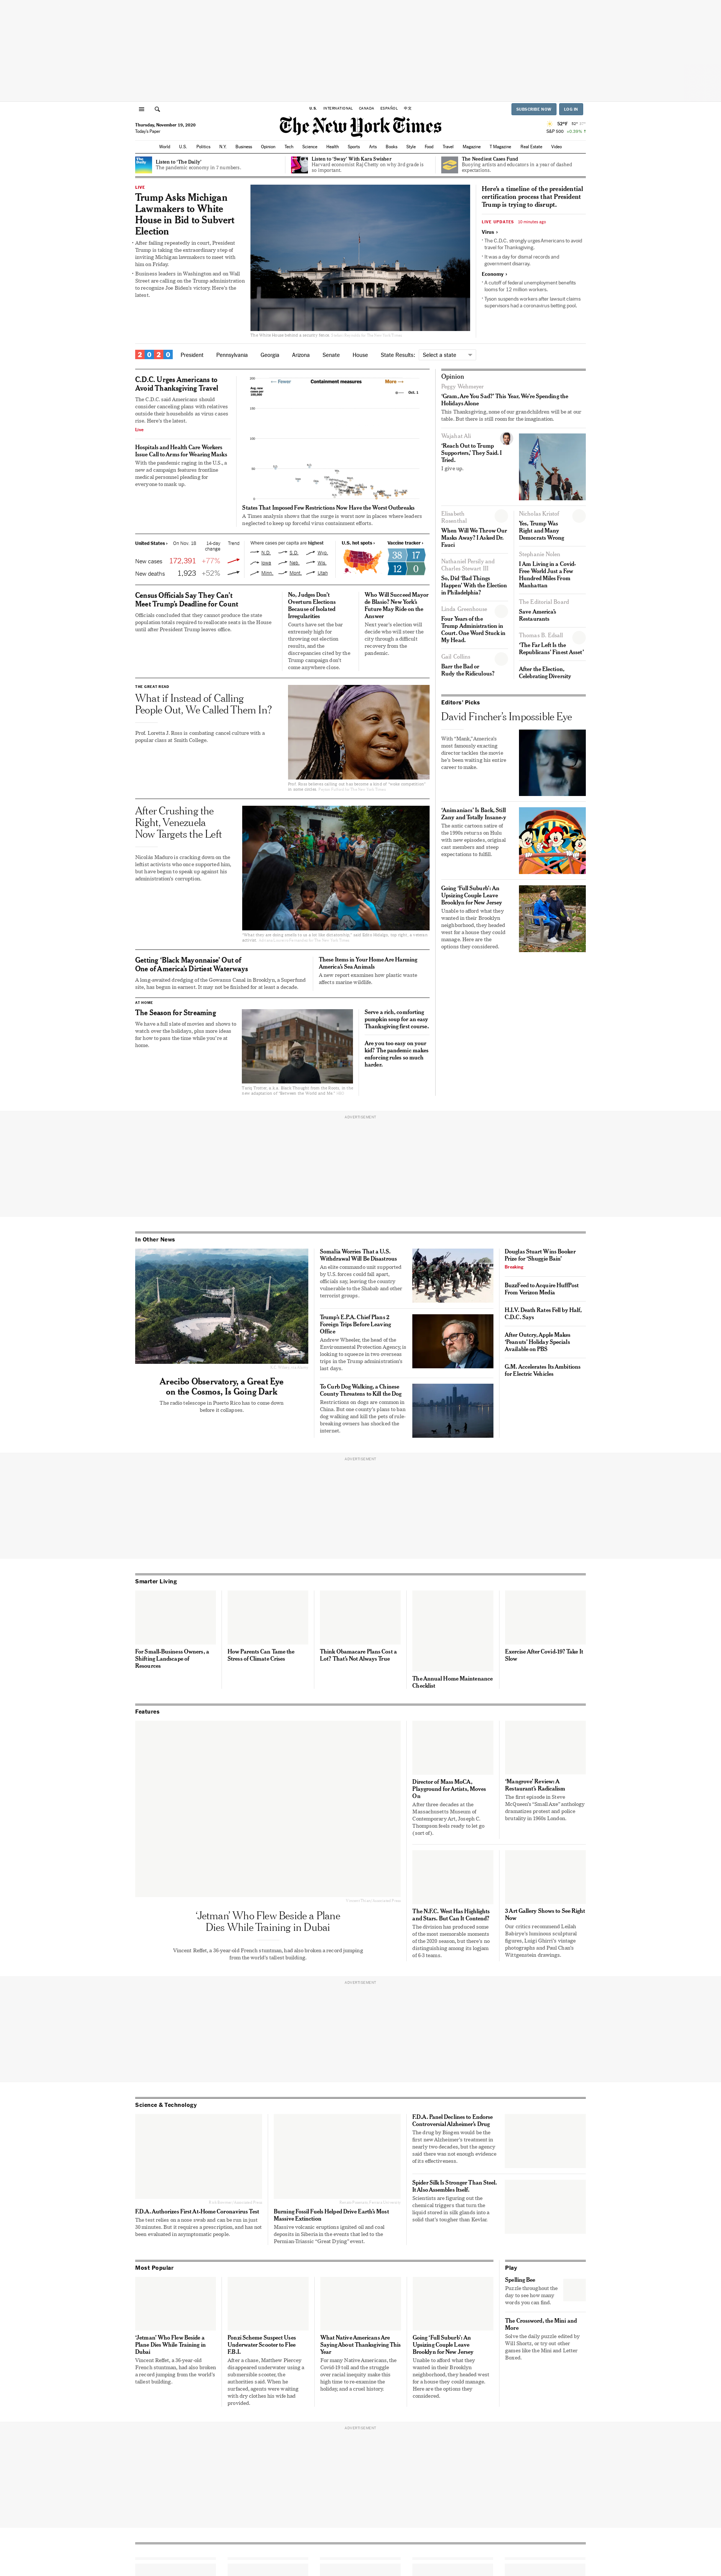 U.S. INTERNATIONAL CANADA ESPAÑOL 中文
SUBSCRIBE NOW LOG IN
Thursday, November 19, 2020
Today's Paper
The New York Times
52°F
S&P 500
World U.S. Politics N.Y. Business Opinion Tech Science Health Sports Arts Books Style Food Travel Magazine T Magazine Real Estate Video
Listen to 'The Daily'
The pandemic economy in 7 numbers.
Listen to 'Sway' With Kara Swisher
Harvard economist Raj Chetty on why 3rd grade is
so important.
The Neediest Cases Fund
Buoying artists and educators in a year of dashed
expectations.
LIVE
Trump Asks Michigan
Lawmakers to White
House in Bid to Subvert
Election
After failing repeatedly in court, President
Trump is taking the extraordinary step of
inviting Michigan lawmakers to meet with
him on Friday.
Business leaders in Washington and on Wall
Street are calling on the Trump administration
to recognize Joe Biden's victory. Here's the
latest.
The White House behind a security fence.
Here's a timeline of the presidential
certification process that President
Trump is trying to disrupt.
LIVE UPDATES 10 minutes ago
Virus ›
The C.D.C. strongly urges Americans to avoid
travel for Thanksgiving.
It was a day for dismal records and
government disarray.
Economy ›
A cutoff of federal unemployment benefits
looms for 12 million workers.
Tyson suspends workers after lawsuit claims
supervisors had a coronavirus betting pool.
2020 President Pennsylvania Georgia Arizona Senate House State Results: Select a state
C.D.C. Urges Americans to
Avoid Thanksgiving Travel
The C.D.C. said Americans should
consider canceling plans with relatives
outside their households as virus cases
rise. Here's the latest.
Live
Hospitals and Health Care Workers
Issue Call to Arms for Wearing Masks
With the pandemic raging in the U.S., a
new ad campaign features frontline
medical personnel pleading for
everyone to mask up.
← Fewer Containment measures More →
Oct. 1
States That Imposed Few Restrictions Now Have the Worst Outbreaks
A Times analysis shows that the surge is worst now in places where leaders
neglected to keep up forceful virus containment efforts.
United States › On Nov. 18 14-day change Trend
New cases 172,391 +77%
New deaths 1,923 +52%
Where cases per capita are highest
N.D. S.D. Wyo.
Iowa Neb. Wis.
Minn. Mont. Utah
U.S. hot spots ›
Vaccine tracker ›
38 17
12 0
Census Officials Say They Can't
Meet Trump's Deadline for Count
Officials concluded that they cannot produce the state
population totals required to reallocate seats in the House
until after President Trump leaves office.
No, Judges Don't
Overturn Elections
Because of Isolated
Irregularities
Courts have set the bar
extremely high for
throwing out election
results, and the
discrepancies cited by the
Trump campaign don't
come anywhere close.
Who Will Succeed Mayor
de Blasio? New York's
Future May Ride on the
Answer
Next year's election will
decide who will steer the
city through a difficult
recovery from the
pandemic.
THE GREAT READ
What if Instead of Calling
People Out, We Called Them In?
Prof. Loretta J. Ross is combating cancel culture with a
popular class at Smith College.
After Crushing the
Right, Venezuela
Now Targets the Left
Nicolás Maduro is cracking down on the
leftist activists who once supported him,
but have begun to speak up against his
administration's corruption.
Getting 'Black Mayonnaise' Out of
One of America's Dirtiest Waterways
A long-awaited dredging of the Gowanus Canal in Brooklyn, a Superfund
site, has begun in earnest. It may not be finished for at least a decade.
These Items in Your Home Are Harming
America's Sea Animals
A new report examines how plastic waste
affects marine wildlife.
AT HOME
The Season for Streaming
We have a full slate of movies and shows to
watch over the holidays, plus more ideas
for how to pass the time while you're at
home.
Serve a rich, comforting
pumpkin soup for an easy
Thanksgiving first course.
Are you too easy on your
kid? The pandemic makes
enforcing rules so much
harder.
Opinion
Peggy Wehmeyer
'Gram, Are You Sad?' This Year, We're Spending the
Holidays Alone
This Thanksgiving, none of our grandchildren will be at our
table. But there is still room for the imagination.
Wajahat Ali
'Reach Out to Trump
Supporters,' They Said. I
Tried.
I give up.
Elisabeth
Rosenthal
When Will We Throw Our
Masks Away? I Asked Dr.
Fauci
Nathaniel Persily and
Charles Stewart III
So, Did 'Bad Things
Happen' With the Election
in Philadelphia?
Linda Greenhouse
Four Years of the
Trump Administration in
Court. One Word Stuck in
My Head.
Gail Collins
Barr the Bad or
Rudy the Ridiculous?
Nicholas Kristof
Yes, Trump Was
Right and Many
Democrats Wrong
Stephanie Nolen
I Am Living in a Covid-
Free World Just a Few
Hundred Miles From
Manhattan
The Editorial Board
Save America's
Restaurants
Thomas B. Edsall
'The Far Left Is the
Republicans' Finest Asset'
After the Election,
Celebrating Diversity
Editors' Picks
David Fincher's Impossible Eye
With "Mank," America's
most famously exacting
director tackles the movie
he's been waiting his entire
career to make.
'Animaniacs' Is Back, Still
Zany and Totally Insane-y
The antic cartoon satire of
the 1990s returns on Hulu
with new episodes, original
cast members and steep
expectations to fulfill.
Going 'Full Suburb': An
Upsizing Couple Leave
Brooklyn for New Jersey
Unable to afford what they
wanted in their Brooklyn
neighborhood, they headed
west for a house they could
manage. Here are the
options they considered.
ADVERTISEMENT
In Other News
Arecibo Observatory, a Great Eye
on the Cosmos, Is Going Dark
The radio telescope in Puerto Rico has to come down
before it collapses.
Somalia Worries That a U.S.
Withdrawal Will Be Disastrous
An elite commando unit supported
by U.S. forces could fall apart,
officials say, leaving the country
vulnerable to the Shabab and other
terrorist groups.
Trump's E.P.A. Chief Plans 2
Foreign Trips Before Leaving
Office
Andrew Wheeler, the head of the
Environmental Protection Agency, is
looking to squeeze in two overseas
trips in the Trump administration's
last days.
To Curb Dog Walking, a Chinese
County Threatens to Kill the Dog
Restrictions on dogs are common in
China. But one county's plans to ban
dog walking and kill the pets of rule-
breaking owners has shocked the
internet.
Douglas Stuart Wins Booker
Prize for 'Shuggie Bain'
Breaking
BuzzFeed to Acquire HuffPost
From Verizon Media
H.I.V. Death Rates Fell by Half,
C.D.C. Says
After Outcry, Apple Makes
'Peanuts' Holiday Specials
Available on PBS
G.M. Accelerates Its Ambitions
for Electric Vehicles
ADVERTISEMENT
Smarter Living
For Small-Business Owners, a
Shifting Landscape of
Resources
How Parents Can Tame the
Stress of Climate Crises
Think Obamacare Plans Cost a
Lot? That's Not Always True
The Annual Home Maintenance
Checklist
Exercise After Covid-19? Take It
Slow
Features
'Jetman' Who Flew Beside a Plane
Dies While Training in Dubai
Vincent Reffet, a 36-year-old French stuntman, had also broken a record jumping
from the world's tallest building.
Director of Mass MoCA,
Playground for Artists, Moves
On
After three decades at the
Massachusetts Museum of
Contemporary Art, Joseph C.
Thompson feels ready to let go
(sort of).
'Mangrove' Review: A
Restaurant's Radicalism
The first episode in Steve
McQueen's "Small Axe" anthology
dramatizes protest and police
brutality in 1960s London.
The N.F.C. West Has Highlights
and Stars. But Can It Contend?
The division has produced some
of the most memorable moments
of the 2020 season, but there's no
distinguishing among its logjam
of 6-3 teams.
3 Art Gallery Shows to See Right
Now
Our critics recommend Leilah
Babirye's luminous sculptural
figures, Luigi Ghirri's vintage
photographs and Paul Chan's
Wittgenstein drawings.
ADVERTISEMENT
Science & Technology
F.D.A. Authorizes First At-Home Coronavirus Test
The test relies on a nose swab and can be run in just
30 minutes. But it requires a prescription, and has not
been evaluated in asymptomatic people.
Burning Fossil Fuels Helped Drive Earth's Most
Massive Extinction
Massive volcanic eruptions ignited oil and coal
deposits in Siberia in the events that led to the
Permian-Triassic "Great Dying" event.
F.D.A. Panel Declines to Endorse
Controversial Alzheimer's Drug
The drug by Biogen would be the
first new Alzheimer's treatment in
nearly two decades, but the agency
said there was not enough evidence
of its effectiveness.
Spider Silk Is Stronger Than Steel.
It Also Assembles Itself.
Scientists are figuring out the
chemical triggers that turn the
liquid stored in silk glands into a
solid that's tougher than Kevlar.
Most Popular
'Jetman' Who Flew Beside a
Plane Dies While Training in
Dubai
Vincent Reffet, a 36-year-old
French stuntman, had also broken
a record jumping from the world's
tallest building.
Ponzi Scheme Suspect Uses
Underwater Scooter to Flee
F.B.I.
After a chase, Matthew Piercey
disappeared underwater using a
submersible scooter, the
authorities said. When he
surfaced, agents were waiting
with dry clothes his wife had
provided.
What Native Americans Are
Saying About Thanksgiving This
Year
For many Native Americans, the
Covid-19 toll and the struggle
over racial inequity make this
high time to re-examine the
holiday, and a cruel history.
Going 'Full Suburb': An
Upsizing Couple Leave
Brooklyn for New Jersey
Unable to afford what they
wanted in their Brooklyn
neighborhood, they headed west
for a house they could manage.
Here are the options they
considered.
Play
Spelling Bee
Puzzle throughout the
day to see how many
words you can find.
The Crossword, the Mini and
More
Solve the daily puzzle edited by
Will Shortz, or try out other
games like the Mini and Letter
Boxed.
ADVERTISEMENT